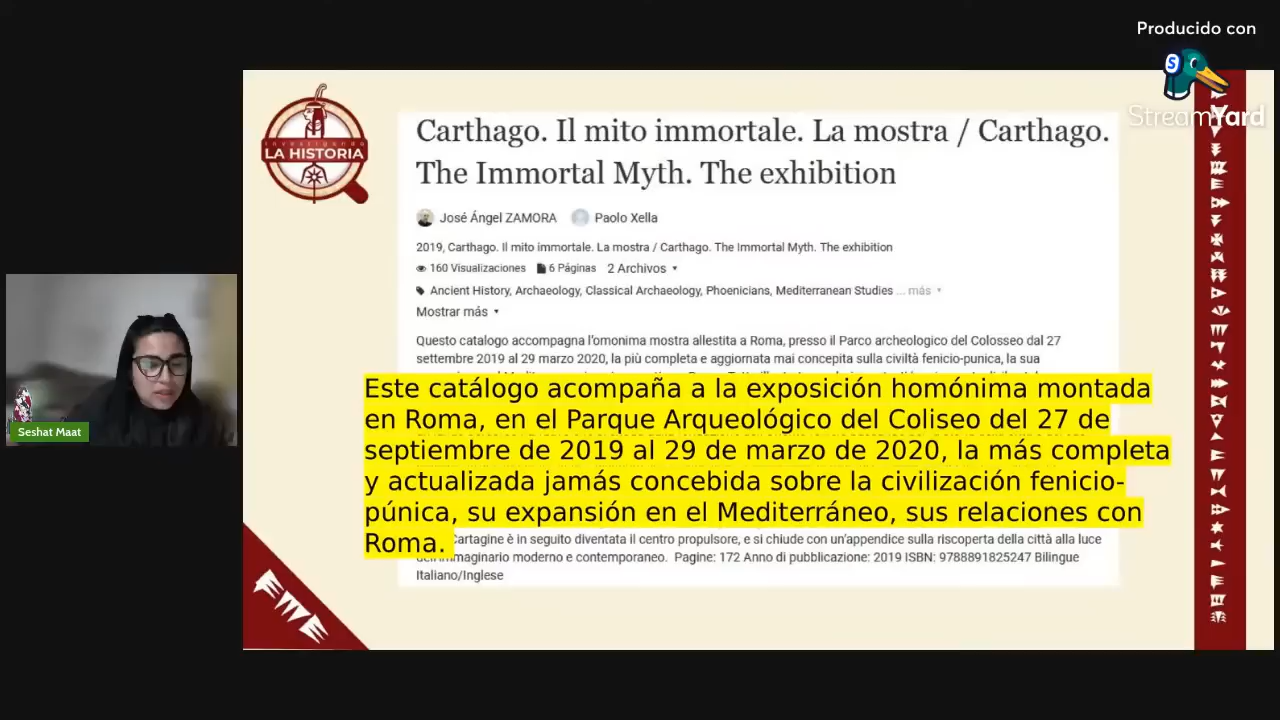 Producido con
StreamYard
Investigando
LA HISTORIA
Carthago. Il mito immortale. La mostra / Carthago.
The Immortal Myth. The exhibition
José Ángel ZAMORA Paolo Xella
2019, Carthago. Il mito immortale. La mostra / Carthago. The Immortal Myth. The exhibition
160 Visualizaciones 6 Páginas 2 Archivos
Ancient History, Archaeology, Classical Archaeology, Phoenicians, Mediterranean Studies ... más
Mostrar más
Questo catalogo accompagna l'omonima mostra allestita a Roma, presso il Parco archeologico del Colosseo dal 27
settembre 2019 al 29 marzo 2020, la più completa e aggiornata mai concepita sulla civiltà fenicio-punica, la sua
Este catálogo acompaña a la exposición homónima montada
en Roma, en el Parque Arqueológico del Coliseo del 27 de
septiembre de 2019 al 29 de marzo de 2020, la más completa
y actualizada jamás concebida sobre la civilización fenicio-
púnica, su expansión en el Mediterráneo, sus relaciones con
Roma.
Cartagine è in seguito diventata il centro propulsore, e si chiude con un'appendice sulla riscoperta della città alla luce
dell'immaginario moderno e contemporaneo. Pagine: 172 Anno di pubblicazione: 2019 ISBN: 9788891825247 Bilingue
Italiano/Inglese
Seshat Maat